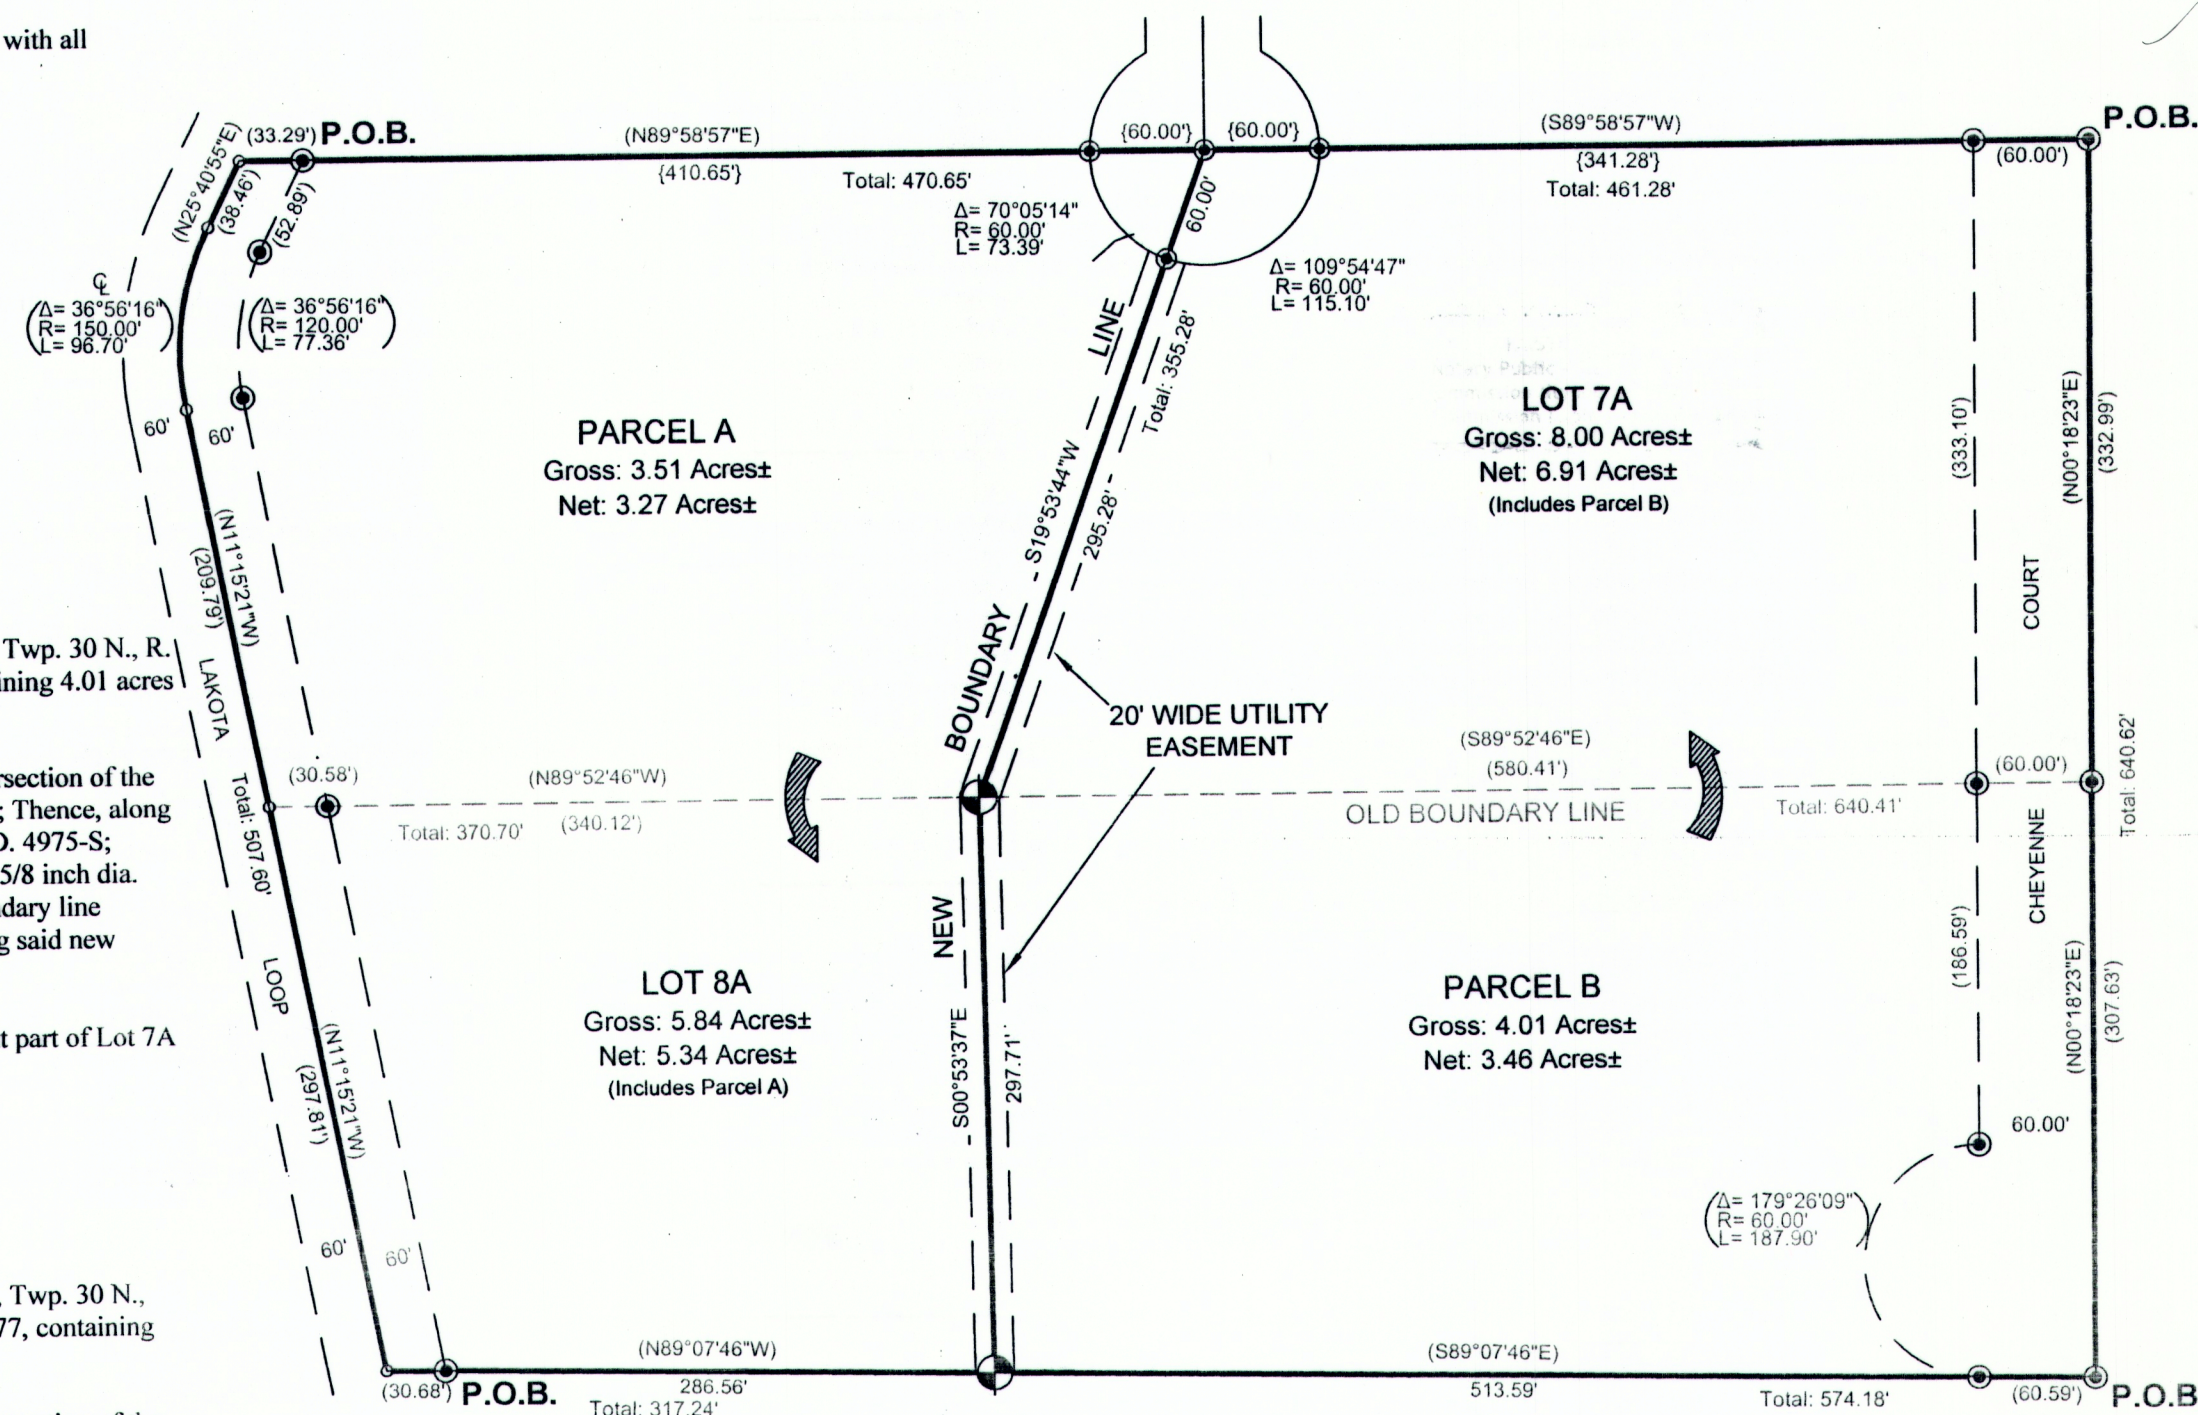 with all
Twp. 30 N., R.
ining 4.01 acres
rsection of the
; Thence, along
D. 4975-S;
5/8 inch dia.
dary line
g said new
t part of Lot 7A
, Twp. 30 N.,
77, containing
(N25°40'55"E)
(38.46')
(33.29')
P.O.B.
(52.89')
(N89°58'57"E)
{410.65'}
Total: 470.65'
{60.00'}
{60.00'}
(S89°58'57"W)
{341.28'}
Total: 461.28'
(60.00')
P.O.B.
Δ= 70°05'14"
R= 60.00'
L= 73.39'
60.00'
Δ= 109°54'47"
R= 60.00'
L= 115.10'
℄
(Δ= 36°56'16"
R= 150.00'
L= 96.70')
(Δ= 36°56'16"
R= 120.00'
L= 77.36')
60'
60'
PARCEL A
Gross: 3.51 Acres±
Net: 3.27 Acres±
LINE
Total: 355.28'
S19°53'44"W
295.28'
BOUNDARY
LOT 7A
Gross: 8.00 Acres±
Net: 6.91 Acres±
(Includes Parcel B)
(333.10')
(N00°18'23"E)
(332.99')
COURT
(N11°15'21"W)
(209.79')
LAKOTA
Total: 507.60'
LOOP
20' WIDE UTILITY
EASEMENT
(30.58')
(N89°52'46"W)
Total: 370.70'
(340.12')
(S89°52'46"E)
(580.41')
OLD BOUNDARY LINE
Total: 640.41'
(60.00')
Total: 640.62'
CHEYENNE
NEW
S00°53'37"E
297.71'
LOT 8A
Gross: 5.84 Acres±
Net: 5.34 Acres±
(Includes Parcel A)
PARCEL B
Gross: 4.01 Acres±
Net: 3.46 Acres±
(186.59')
(N00°18'23"E)
(307.63')
60.00'
(N11°15'21"W)
(297.81')
60'
60'
(Δ= 179°26'09"
R= 60.00'
L= 187.90')
(30.68')
P.O.B.
(N89°07'46"W)
286.56'
Total: 317.24'
(S89°07'46"E)
513.59'
Total: 574.18'
(60.59')
P.O.B